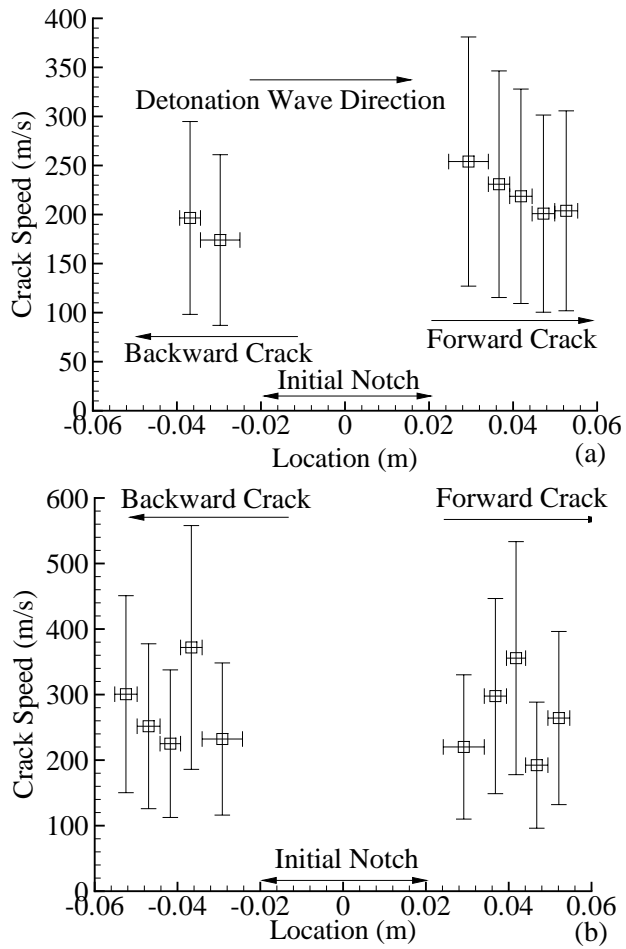 400
350
300
250
200
150
100
50
0
Crack Speed (m/s)
Detonation Wave Direction
Backward Crack
Forward Crack
Initial Notch
-0.06 -0.04 -0.02 0 0.02 0.04 0.06
Location (m)
(a)
600
500
400
300
200
100
0
Crack Speed (m/s)
Backward Crack
Forward Crack
Initial Notch
-0.06 -0.04 -0.02 0 0.02 0.04 0.06
Location (m)
(b)